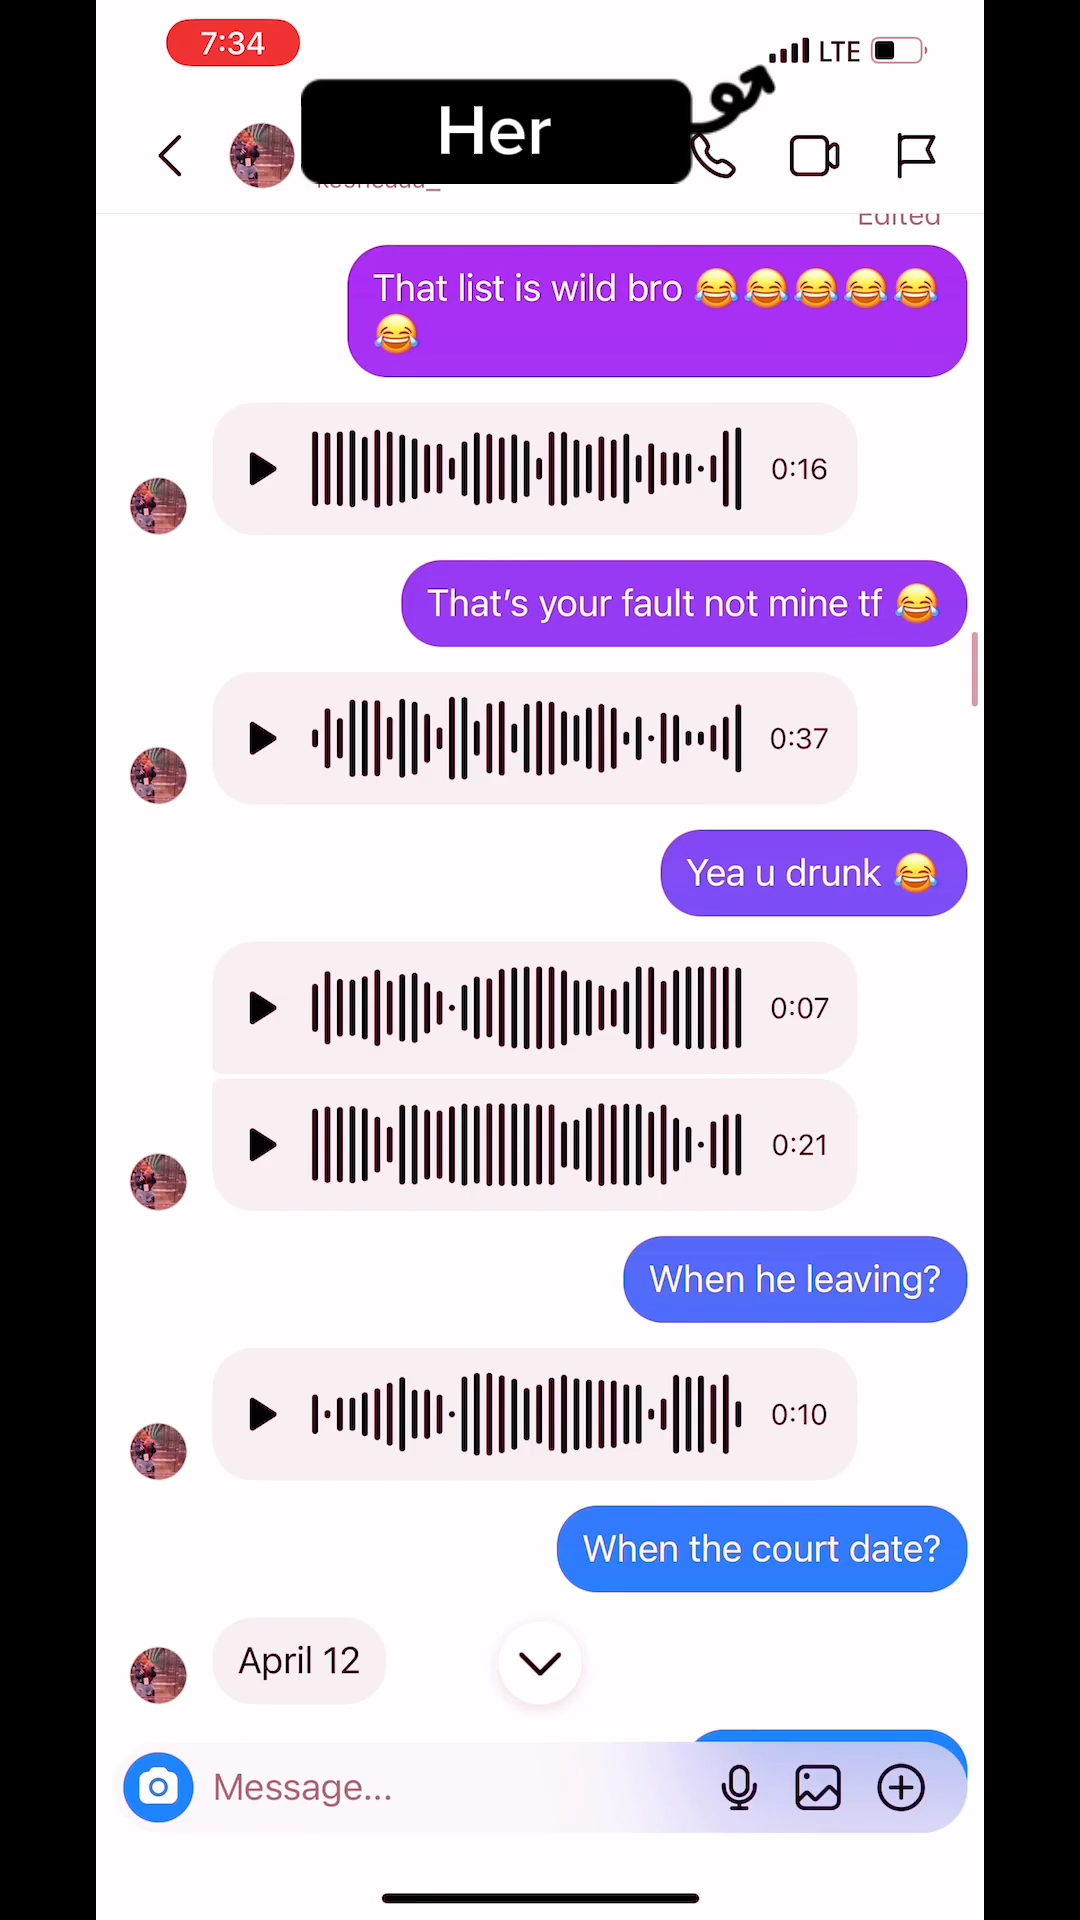 7:34
LTE
Her
Edited
That list is wild bro 😂😂😂😂😂
😂
0:16
That's your fault not mine tf 😂
0:37
Yea u drunk 😂
0:07
0:21
When he leaving?
0:10
When the court date?
April 12
Message...